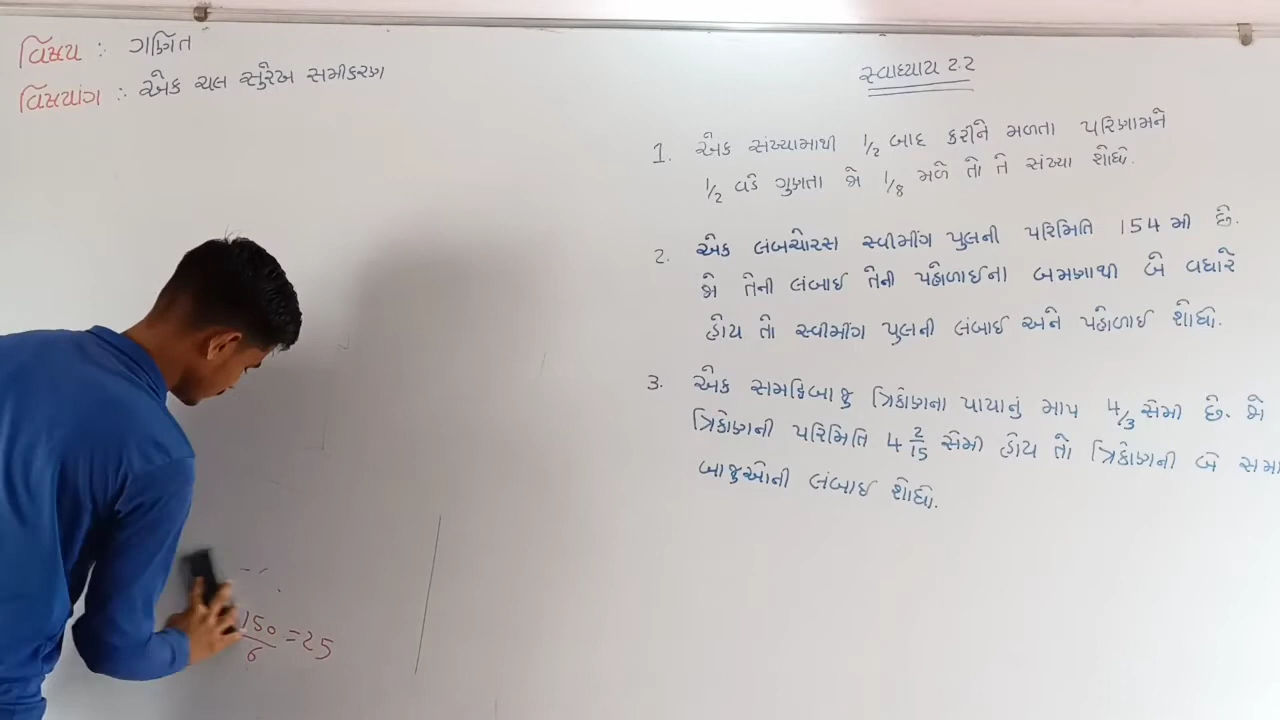 વિષય : ગણિત
વિષયાંગ : એક ચલ સુરેખ સમીકરણ
સ્વાધ્યાય 2.2
1. એક સંખ્યામાથી 1/2 બાદ કરીને મળતા પરિણામને
1/2 વડે ગુણતા જો 1/8 મળે તો તે સંખ્યા શોધો.
2. એક લંબચોરસ સ્વીમીંગ પુલની પરિમિતિ 154 મી છે.
જો તેની લંબાઈ તેની પહોળાઈના બમણાથી બે વધારે
હોય તો સ્વીમીંગ પુલની લંબાઈ અને પહોળાઈ શોધો.
3. એક સમદ્વિબાજુ ત્રિકોણના પાયાનું માપ 4/3 સેમી છે. જો
ત્રિકોણની પરિમિતિ 4 2/15 સેમી હોય તો ત્રિકોણની બે સમા
બાજુઓની લંબાઈ શોધો.
150/6 = 25